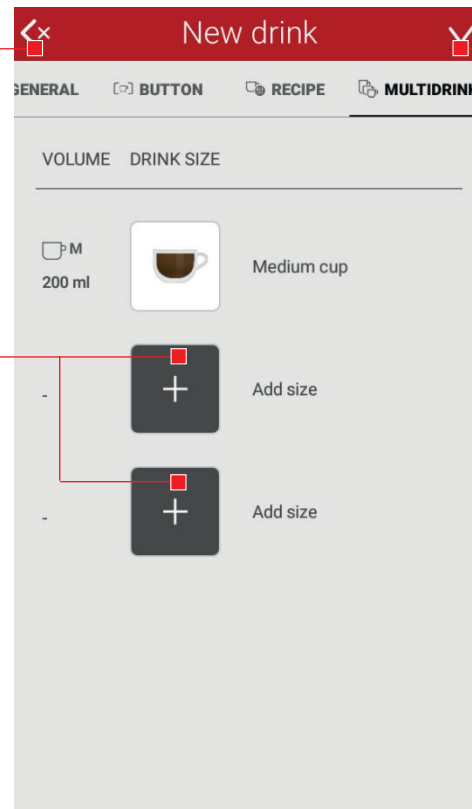 New drink
GENERAL BUTTON RECIPE MULTIDRINK
VOLUME DRINK SIZE
M
200 ml
Medium cup
- + Add size
- + Add size